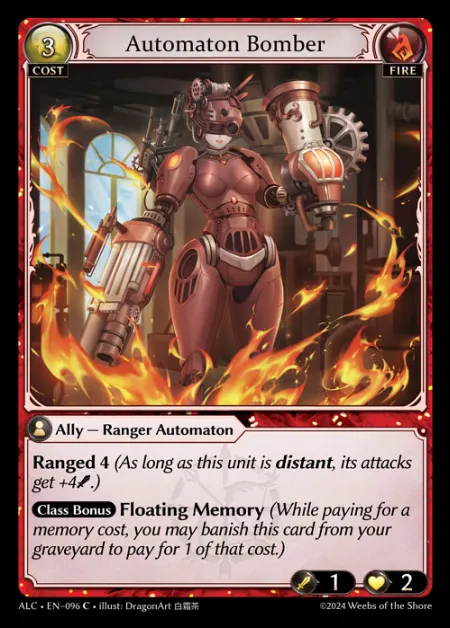 3
Automaton Bomber
COST
FIRE
Ally — Ranger Automaton
Ranged 4 (As long as this unit is distant, its attacks
get +4.)
Class Bonus Floating Memory (While paying for a
memory cost, you may banish this card from your
graveyard to pay for 1 of that cost.)
1
2
ALC • EN–096 C • illust: DragonArt 白霜茶
©2024 Weebs of the Shore